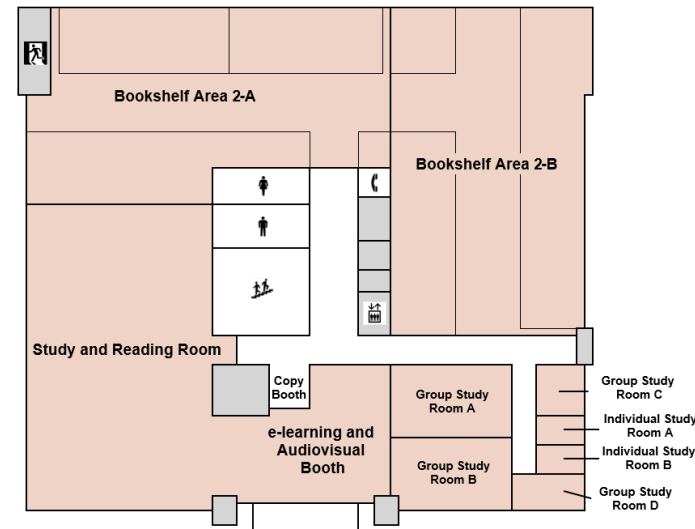 Bookshelf Area 2-A
Bookshelf Area 2-B
Study and Reading Room
Copy
Booth
e-learning and
Audiovisual
Booth
Group Study
Room A
Group Study
Room B
Group Study
Room C
Individual Study
Room A
Individual Study
Room B
Group Study
Room D